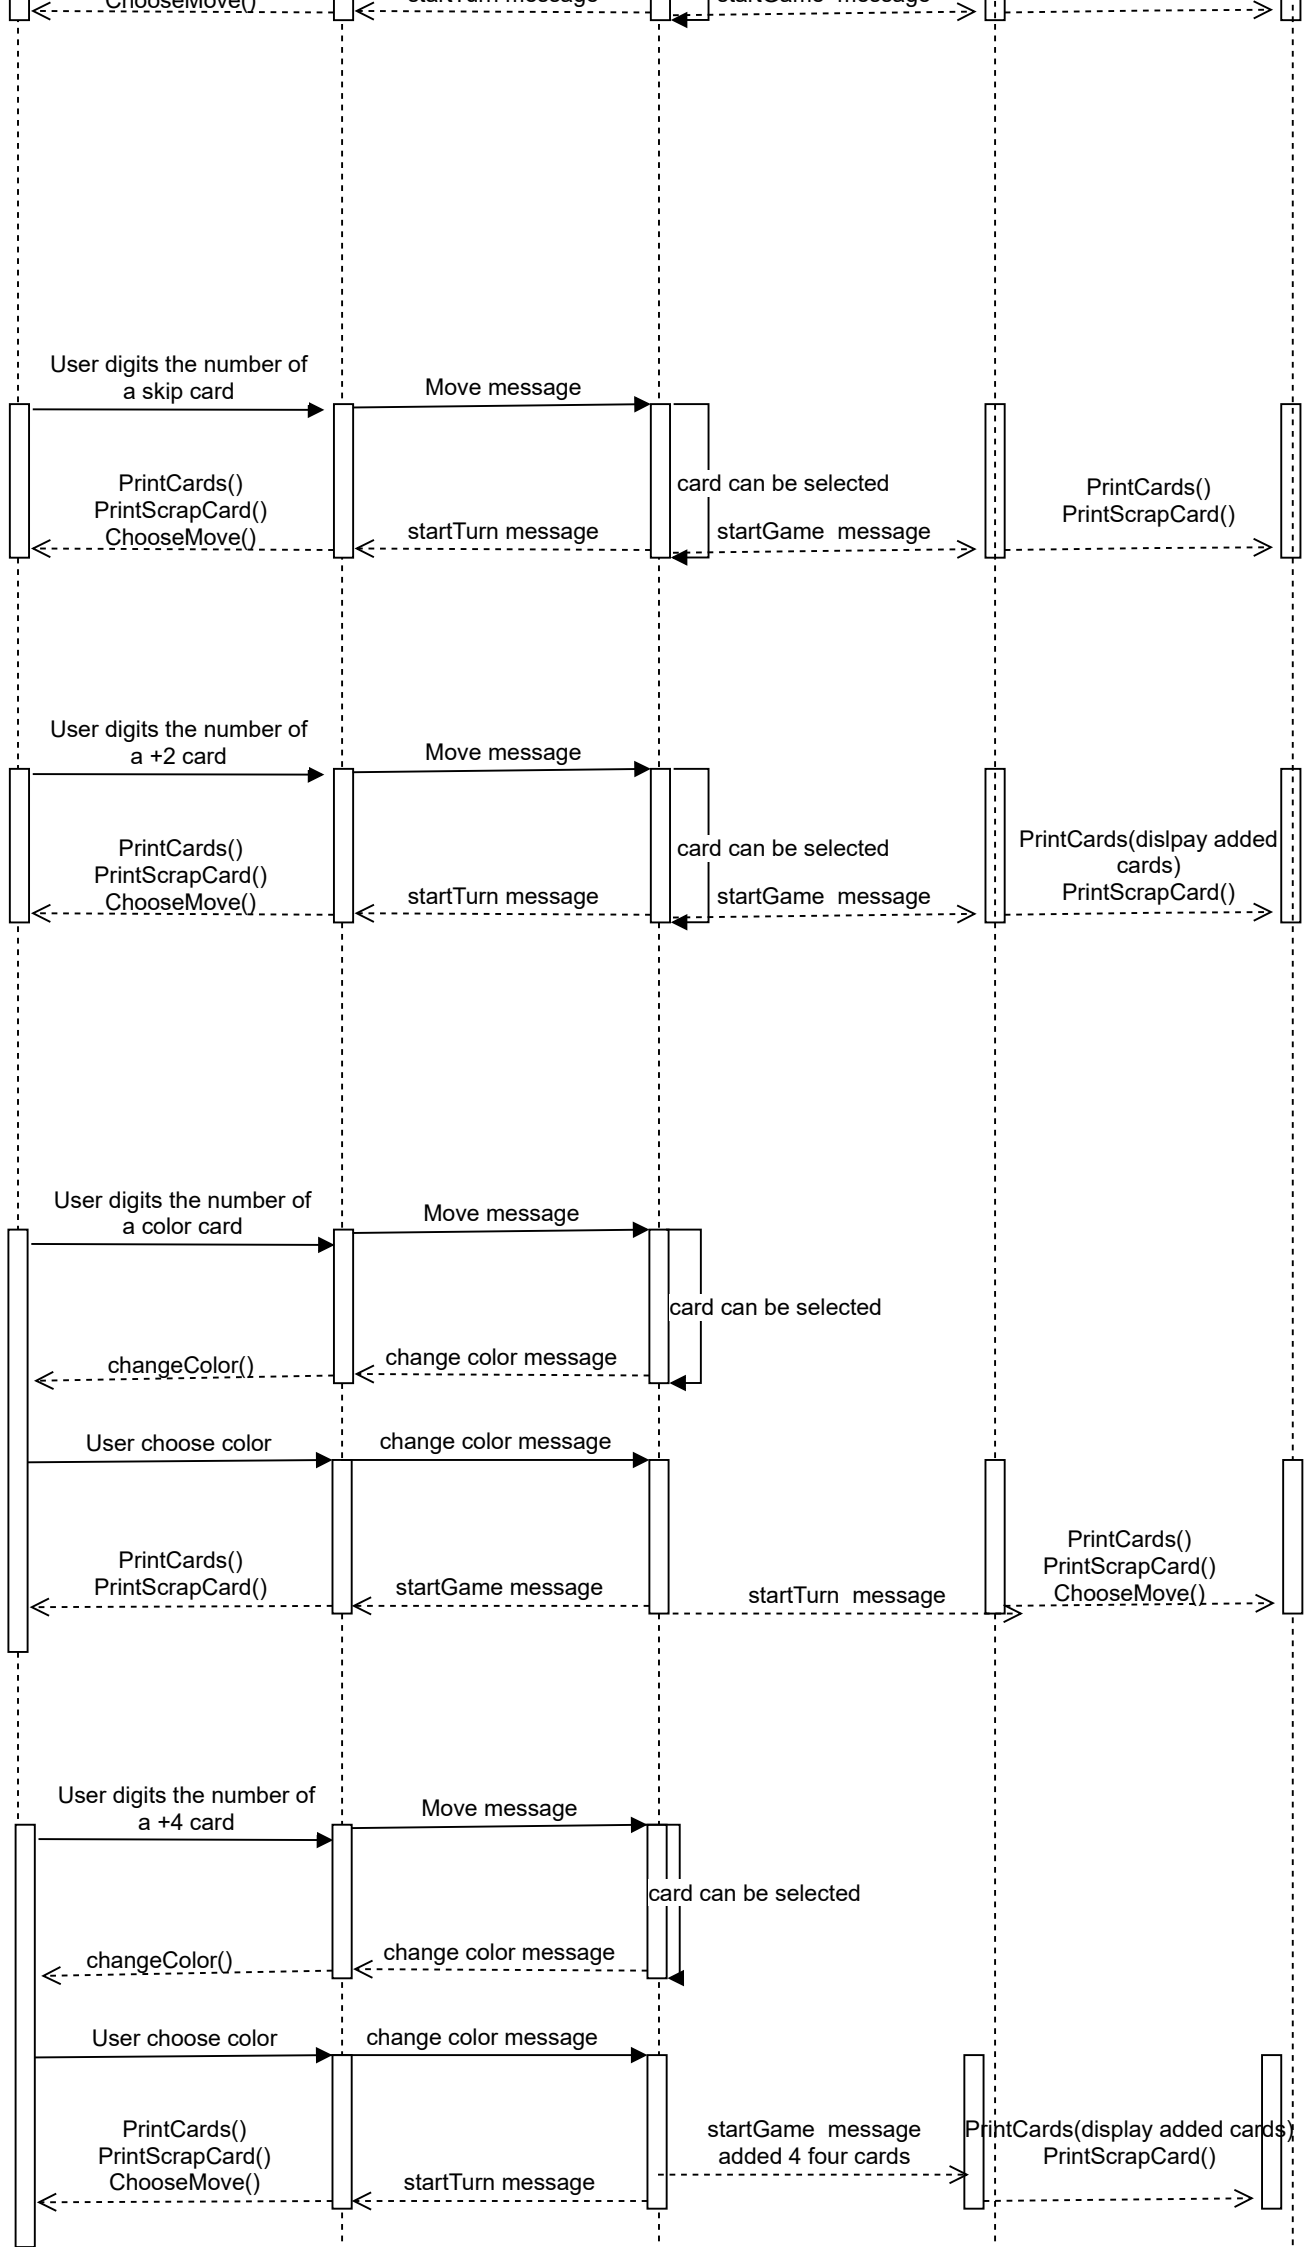 ChooseMove()
startTurn message
startGame  message
User digits the number of
a skip card
Move message
PrintCards()
PrintScrapCard()
ChooseMove()
card can be selected
startTurn message
startGame  message
PrintCards()
PrintScrapCard()
User digits the number of
a +2 card
Move message
PrintCards()
PrintScrapCard()
ChooseMove()
card can be selected
startTurn message
startGame  message
PrintCards(dislpay added
cards)
PrintScrapCard()
User digits the number of
a color card
Move message
card can be selected
changeColor()
change color message
User choose color
change color message
PrintCards()
PrintScrapCard()
startGame message
startTurn  message
PrintCards()
PrintScrapCard()
ChooseMove()
User digits the number of
a +4 card
Move message
card can be selected
changeColor()
change color message
User choose color
change color message
PrintCards()
PrintScrapCard()
ChooseMove()
startTurn message
startGame  message
added 4 four cards
PrintCards(display added cards)
PrintScrapCard()